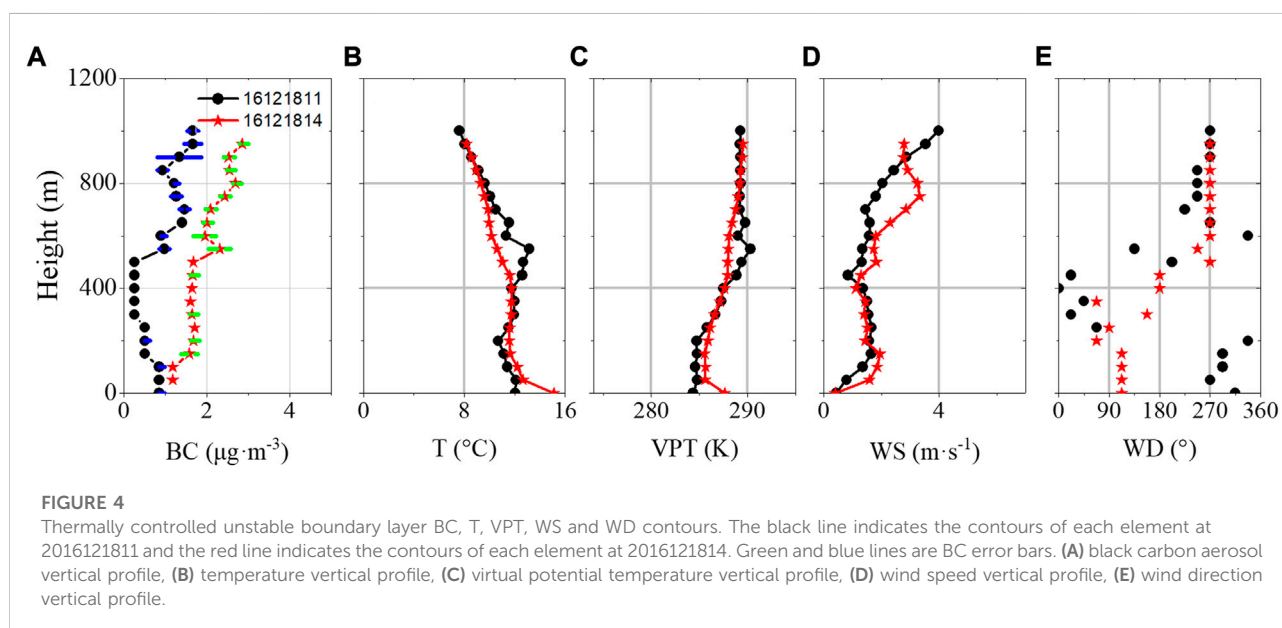 A B C D E
1200
800
400
0
Height (m)
16121811
16121814
0 2 4
0 8 16
280 290
0 4
0 90 180 270 360
BC (μg·m-3) T (°C) VPT (K) WS (m·s-1) WD (°)
FIGURE 4
Thermally controlled unstable boundary layer BC, T, VPT, WS and WD contours. The black line indicates the contours of each element at
2016121811 and the red line indicates the contours of each element at 2016121814. Green and blue lines are BC error bars. (A) black carbon aerosol
vertical profile, (B) temperature vertical profile, (C) virtual potential temperature vertical profile, (D) wind speed vertical profile, (E) wind direction
vertical profile.